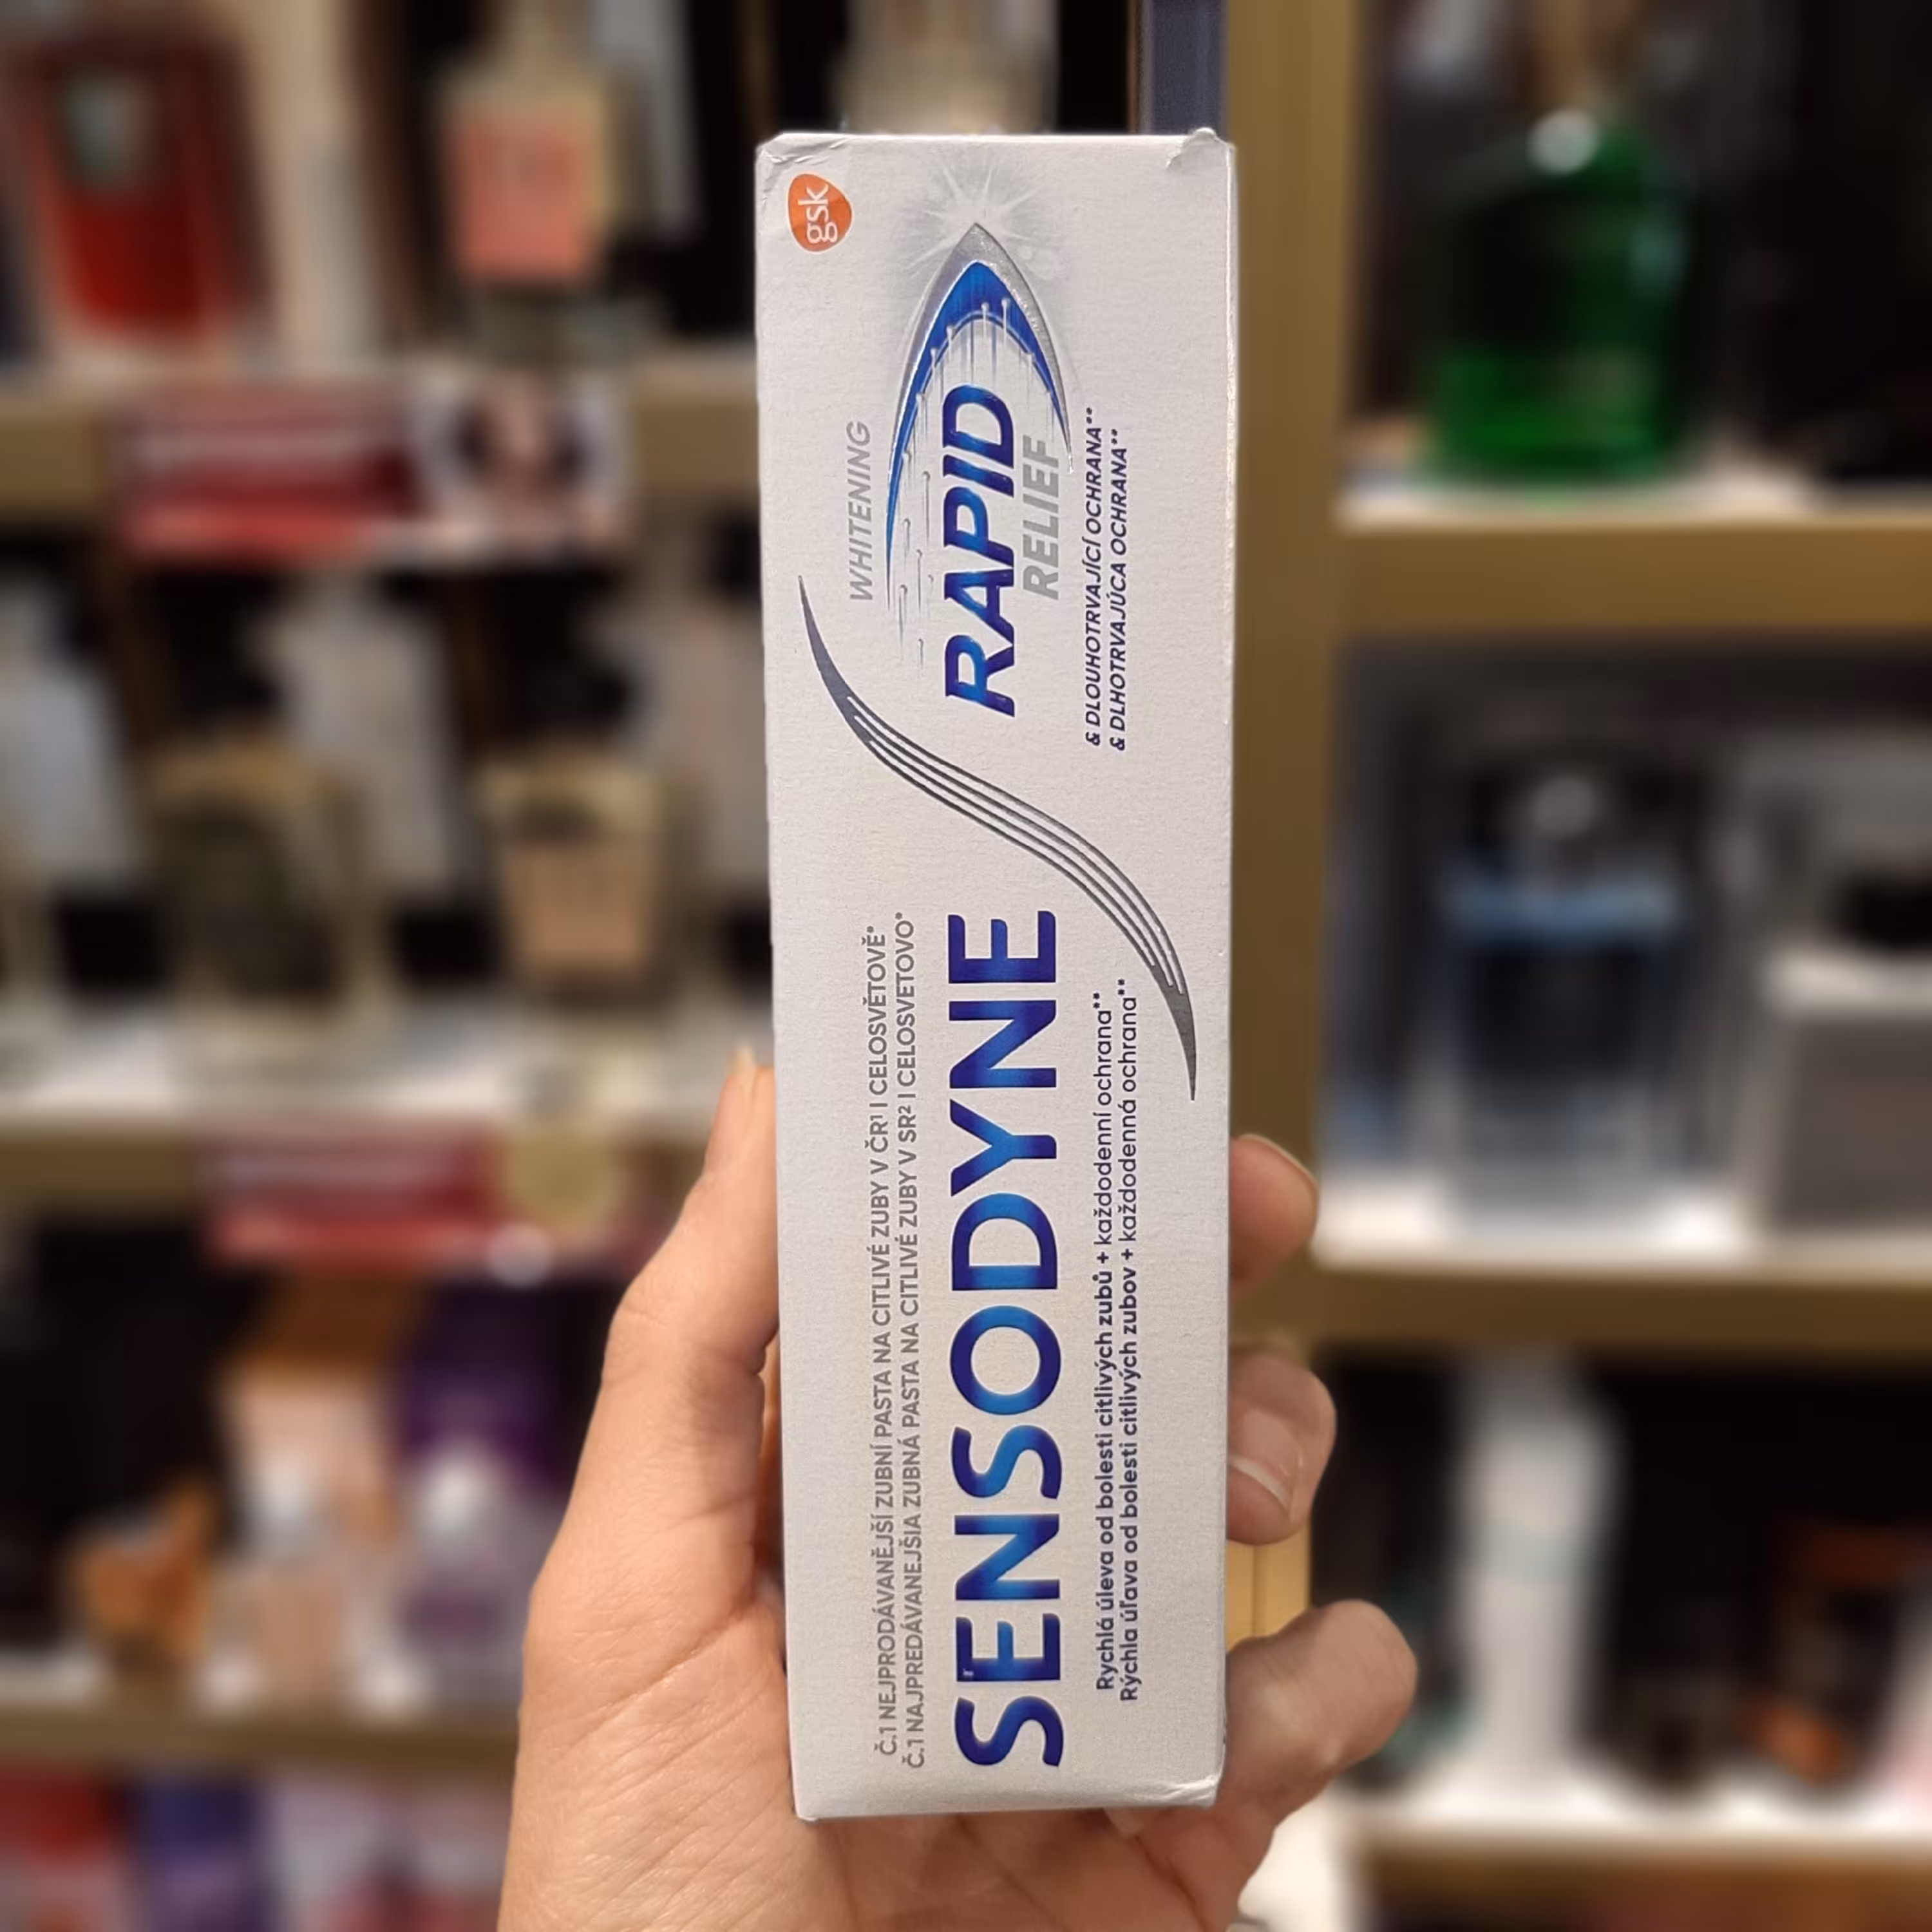 Č.1 NEJPRODÁVANĚJŠÍ ZUBNÍ PASTA NA CITLIVÉ ZUBY V ČR¹ I CELOSVĚTOVĚ*
Č.1 NAJPREDÁVANEJŠIA ZUBNÁ PASTA NA CITLIVÉ ZUBY V SR² I CELOSVETOVO*
SENSODYNE
Rychlá úleva od bolesti citlivých zubů + každodenní ochrana**
Rýchla úľava od bolesti citlivých zubov + každodenná ochrana**
gsk
WHITENING
RAPID
RELIEF
& DLOUHOTRVAJÍCÍ OCHRANA**
& DLHOTRVAJÚCA OCHRANA**